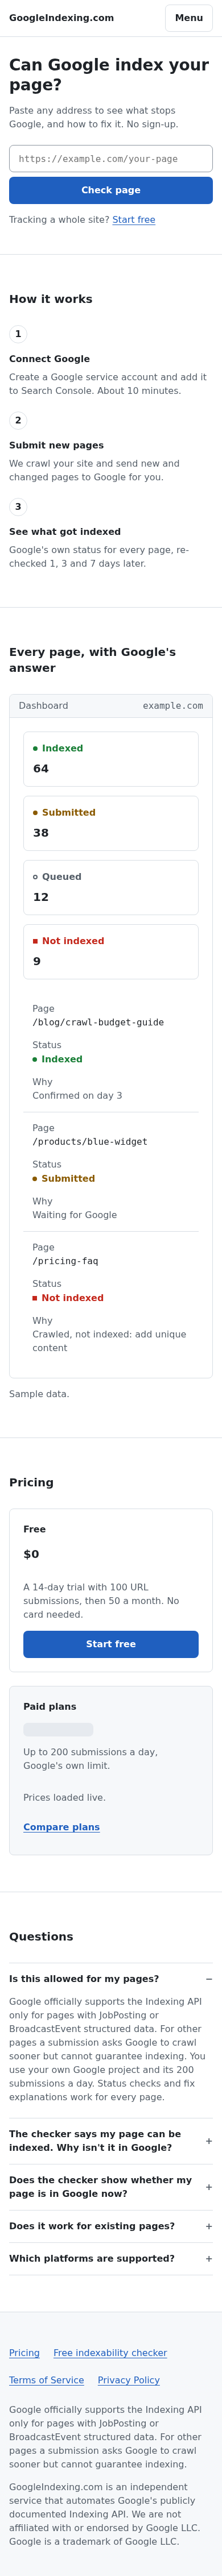 GoogleIndexing.com
Menu
Can Google index your
page?
Paste any address to see what stops
Google, and how to fix it. No sign-up.
https://example.com/your-page
Check page
Tracking a whole site? Start free
How it works
1
Connect Google
Create a Google service account and add it
to Search Console. About 10 minutes.
2
Submit new pages
We crawl your site and send new and
changed pages to Google for you.
3
See what got indexed
Google's own status for every page, re-
checked 1, 3 and 7 days later.
Every page, with Google's
answer
Dashboard
example.com
Indexed
64
Submitted
38
Queued
12
Not indexed
9
Page
/blog/crawl-budget-guide
Status
Indexed
Why
Confirmed on day 3
Page
/products/blue-widget
Status
Submitted
Why
Waiting for Google
Page
/pricing-faq
Status
Not indexed
Why
Crawled, not indexed: add unique
content
Sample data.
Pricing
Free
$0
A 14-day trial with 100 URL
submissions, then 50 a month. No
card needed.
Start free
Paid plans
Up to 200 submissions a day,
Google's own limit.
Prices loaded live.
Compare plans
Questions
Is this allowed for my pages? −
Google officially supports the Indexing API
only for pages with JobPosting or
BroadcastEvent structured data. For other
pages a submission asks Google to crawl
sooner but cannot guarantee indexing. You
use your own Google project and its 200
submissions a day. Status checks and fix
explanations work for every page.
The checker says my page can be
indexed. Why isn't it in Google? +
Does the checker show whether my
page is in Google now? +
Does it work for existing pages? +
Which platforms are supported? +
Pricing Free indexability checker
Terms of Service Privacy Policy
Google officially supports the Indexing API
only for pages with JobPosting or
BroadcastEvent structured data. For other
pages a submission asks Google to crawl
sooner but cannot guarantee indexing.
GoogleIndexing.com is an independent
service that automates Google's publicly
documented Indexing API. We are not
affiliated with or endorsed by Google LLC.
Google is a trademark of Google LLC.